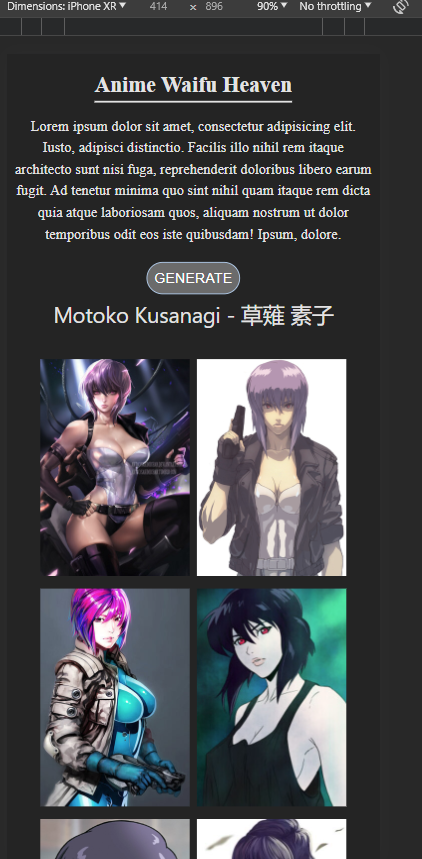 Dimensions: iPhone XR ▼ 414 × 896 90% ▼ No throttling ▼
Anime Waifu Heaven
Lorem ipsum dolor sit amet, consectetur adipisicing elit.
Iusto, adipisci distinctio. Facilis illo nihil rem itaque
architecto sunt nisi fuga, reprehenderit doloribus libero earum
fugit. Ad tenetur minima quo sint nihil quam itaque rem dicta
quia atque laboriosam quos, aliquam nostrum ut dolor
temporibus odit eos iste quibusdam! Ipsum, dolore.
GENERATE
Motoko Kusanagi - 草薙 素子